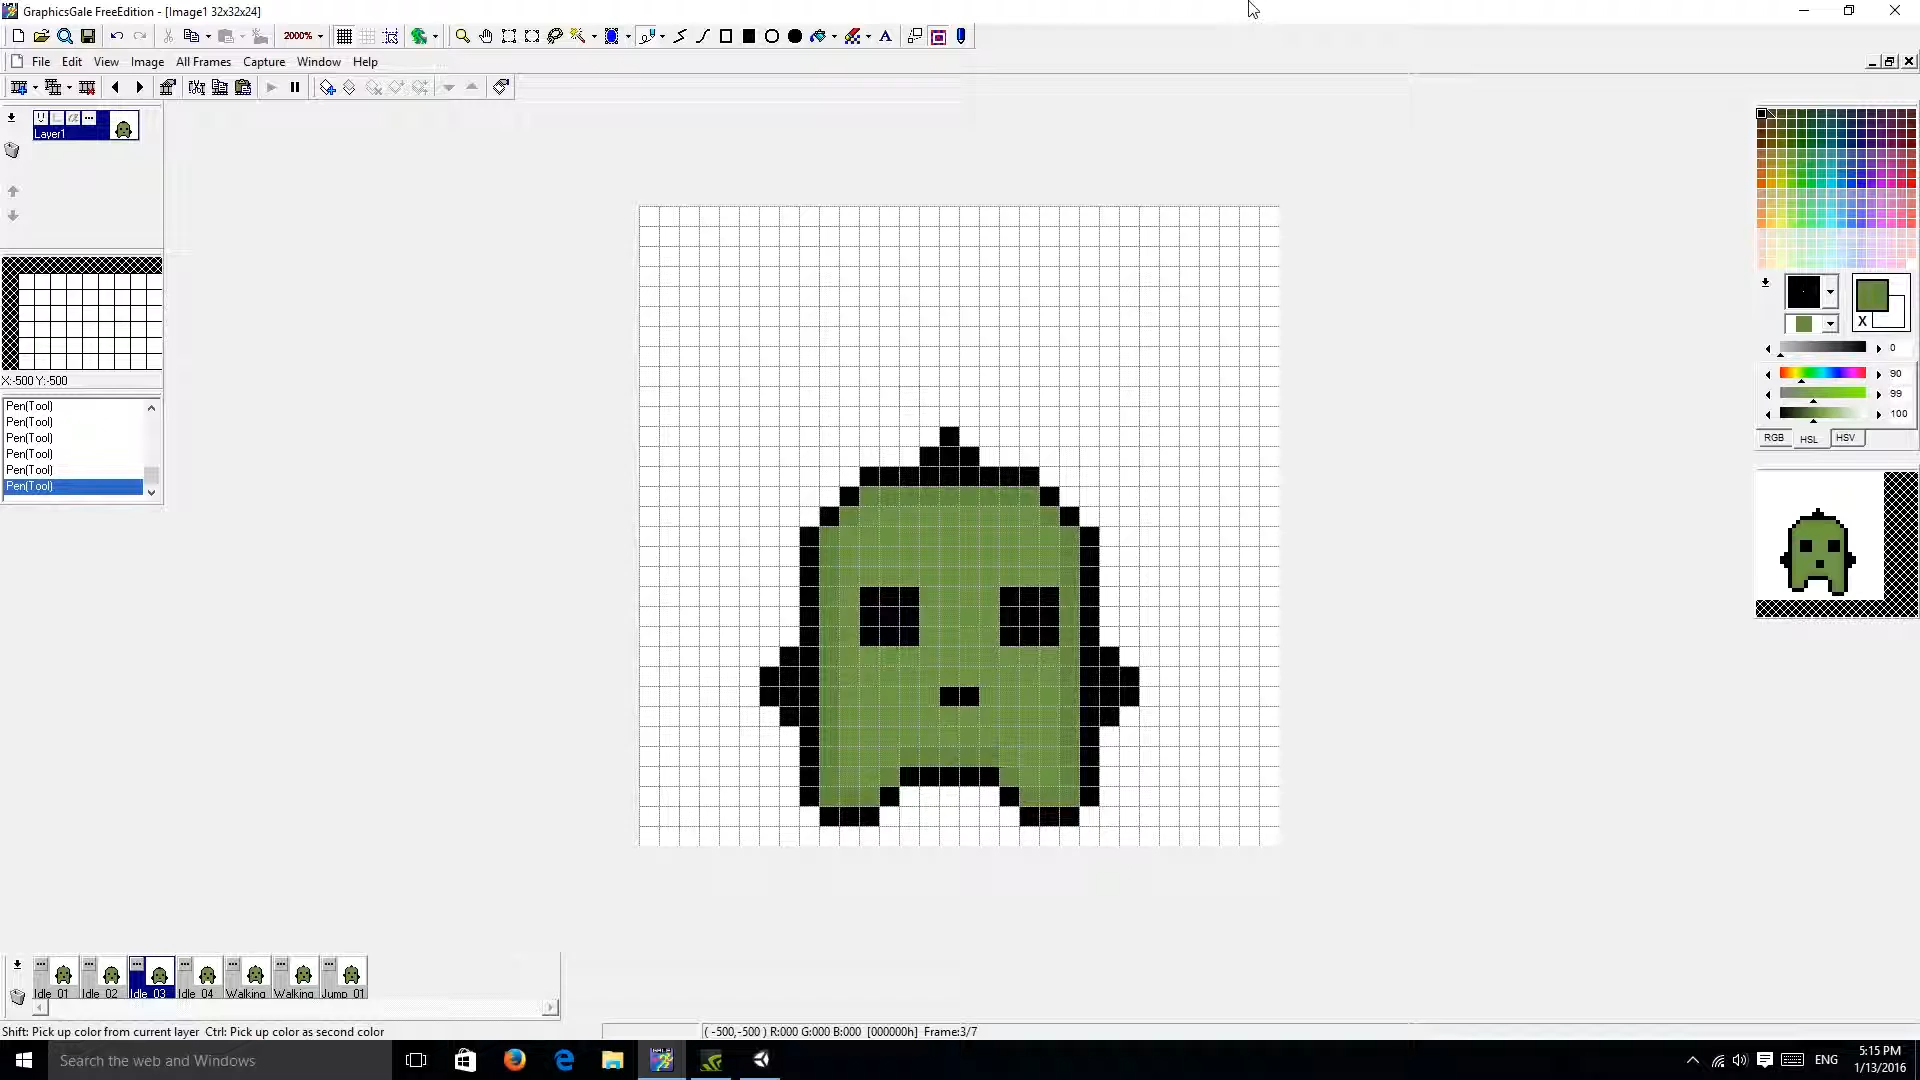 GraphicsGale FreeEdition - [Image1 32x32x24]
2000%
A
File Edit View Image All Frames Capture Window Help
Layer1
X:-500 Y:-500
Pen(Tool)
Pen(Tool)
Pen(Tool)
Pen(Tool)
Pen(Tool)
Pen(Tool)
X
0
90
99
100
RGB HSL HSV
Idle_01 Idle_02 Idle_03 Idle_04 Walking Walking Jump_01
Shift: Pick up color from current layer Ctrl: Pick up color as second color
( -500,-500 ) R:000 G:000 B:000 [000000h] Frame:3/7
Search the web and Windows
ENG
5:15 PM
1/13/2016